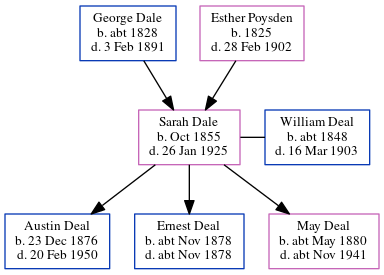 George Dale
b. abt 1828
d. 3 Feb 1891
Esther Poysden
b. 1825
d. 28 Feb 1902
Sarah Dale
b. Oct 1855
d. 26 Jan 1925
William Deal
b. abt 1848
d. 16 Mar 1903
Austin Deal
b. 23 Dec 1876
d. 20 Feb 1950
Ernest Deal
b. abt Nov 1878
d. abt Nov 1878
May Deal
b. abt May 1880
d. abt Nov 1941